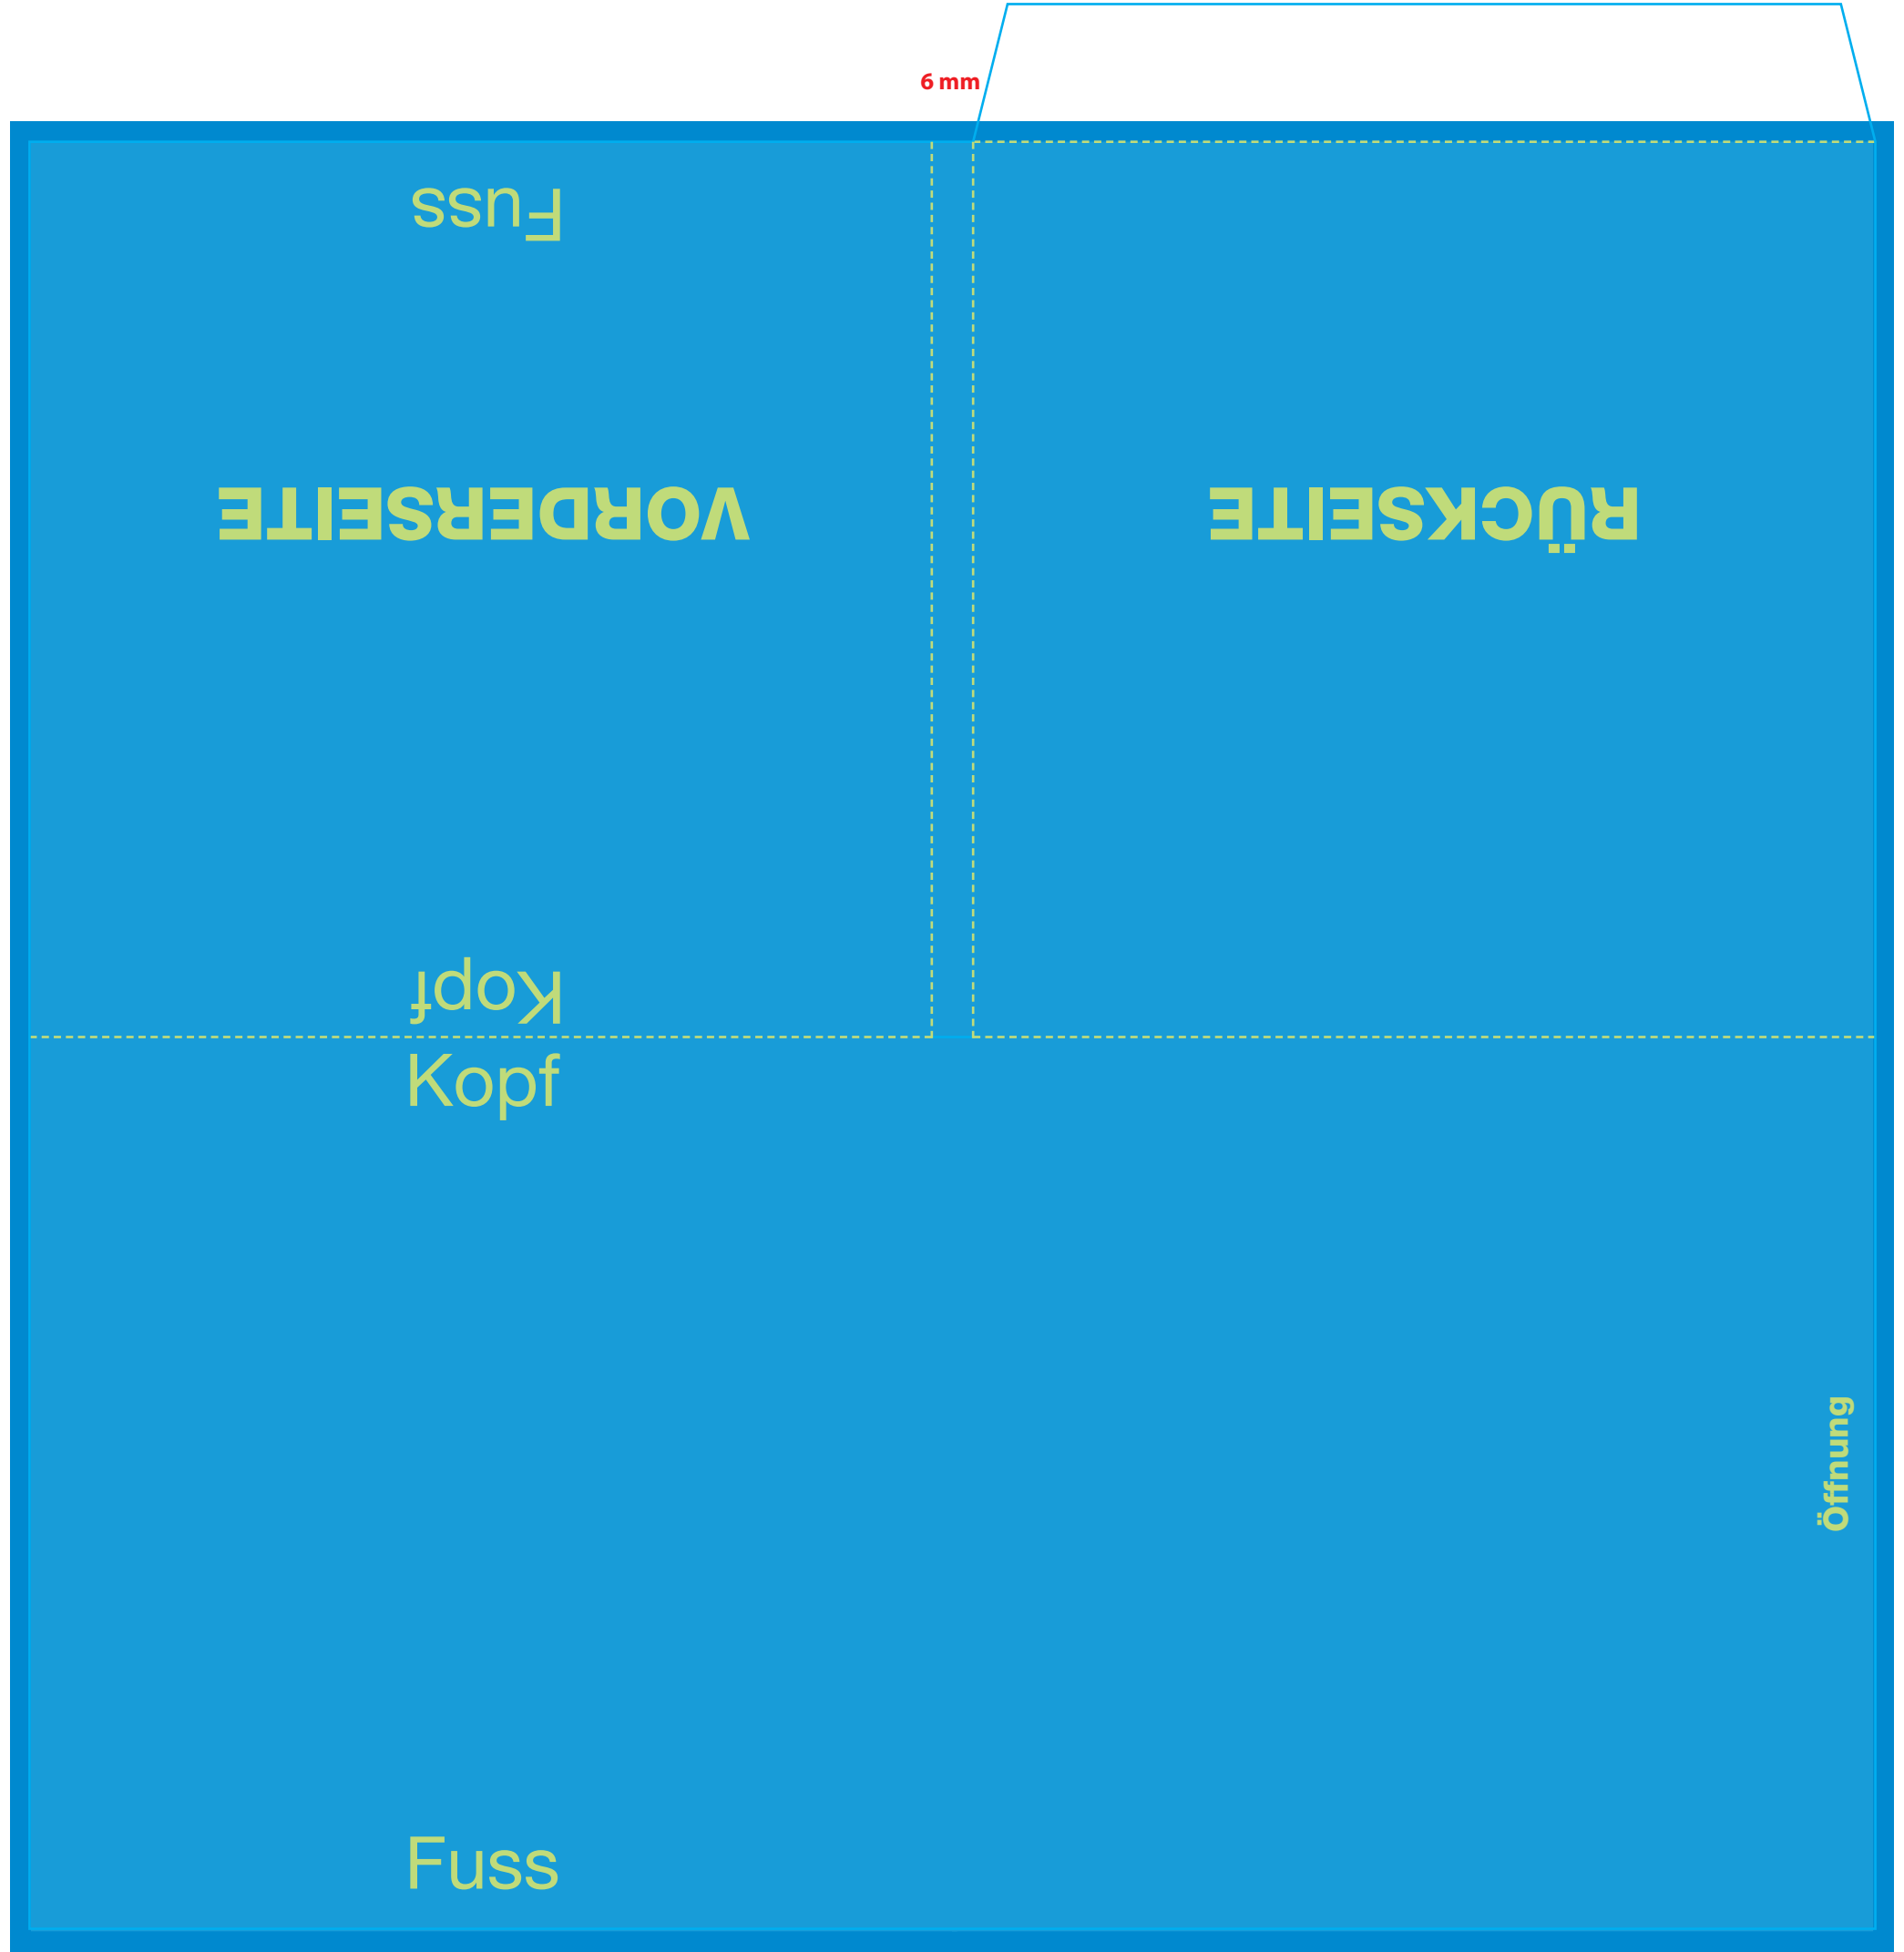 6 mm
Fuss
VORDERSEITE
RÜCKSEITE
Kopf
Kopf
Öffnung
Fuss